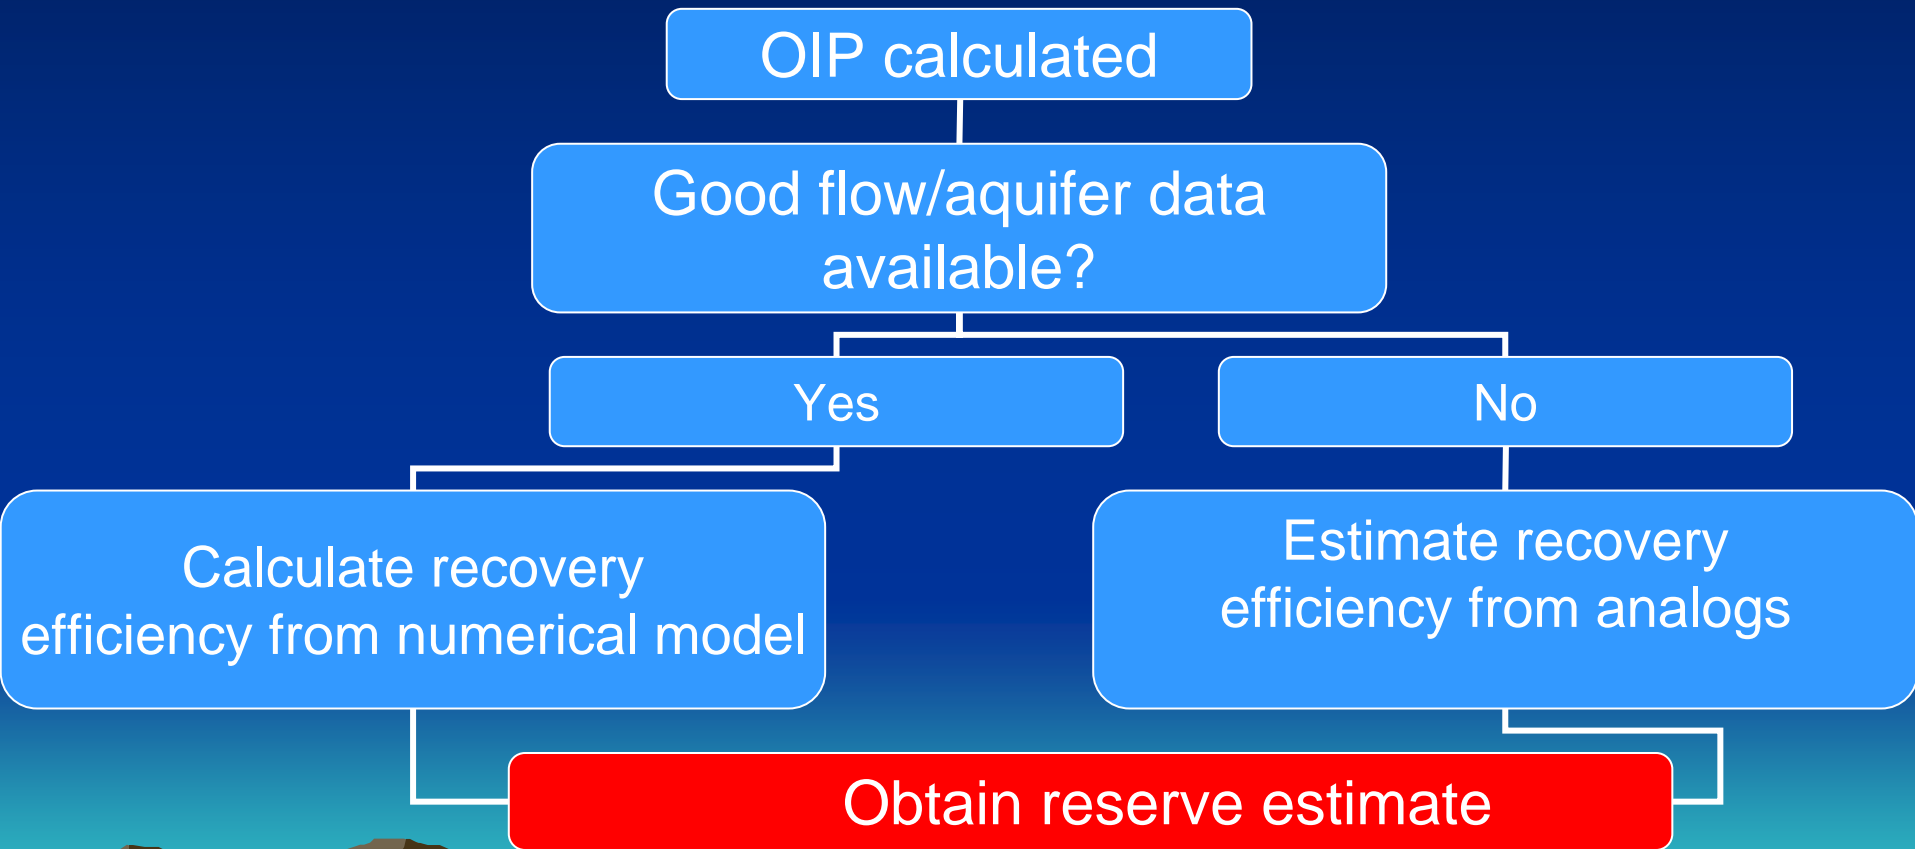 OIP calculated
Good flow/aquifer data
available?
Yes
No
Calculate recovery
efficiency from numerical model
Estimate recovery
efficiency from analogs
Obtain reserve estimate